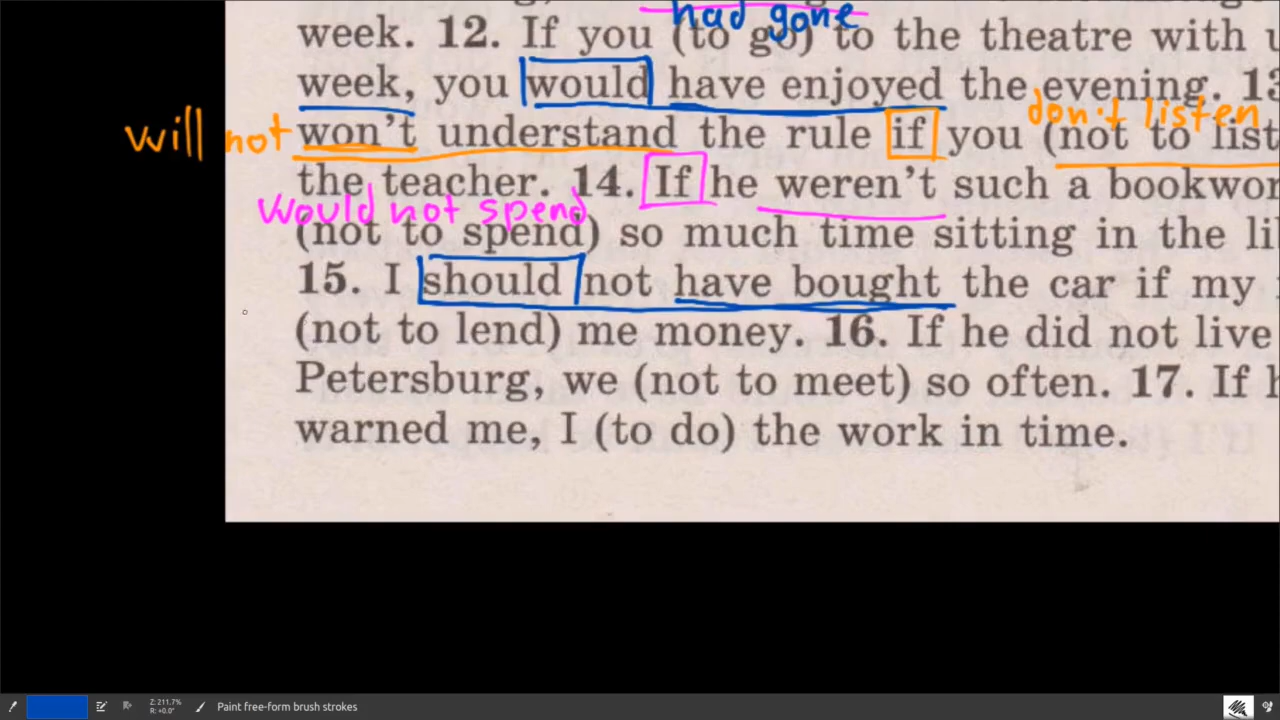 had gone
week. 12. If you (to go) to the theatre with
week, you would have enjoyed the evening. 13
don't listen
will not won't understand the rule if you (not to list
the teacher. 14. If he weren't such a bookwor
would not spend
(not to spend) so much time sitting in the li
15. I should not have bought the car if my
(not to lend) me money. 16. If he did not live
Petersburg, we (not to meet) so often. 17. If h
warned me, I (to do) the work in time.
Z: 211.7%
R: +0.0°
Paint free-form brush strokes